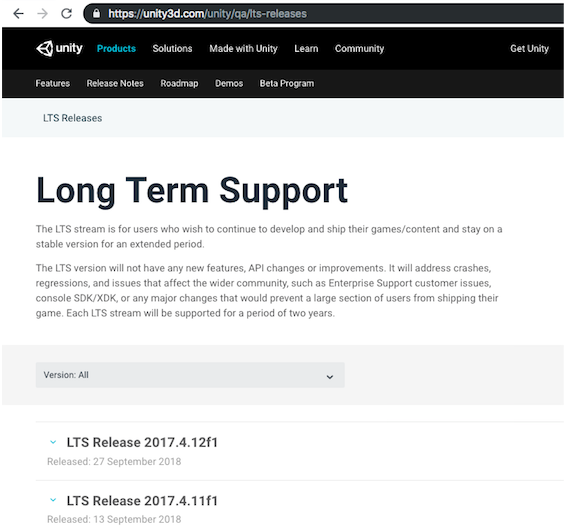 https://unity3d.com/unity/qa/lts-releases
unity Products Solutions Made with Unity Learn Community Get Unity
Features Release Notes Roadmap Demos Beta Program
LTS Releases
Long Term Support
The LTS stream is for users who wish to continue to develop and ship their games/content and stay on a
stable version for an extended period.
The LTS version will not have any new features, API changes or improvements. It will address crashes,
regressions, and issues that affect the wider community, such as Enterprise Support customer issues,
console SDK/XDK, or any major changes that would prevent a large section of users from shipping their
game. Each LTS stream will be supported for a period of two years.
Version: All
LTS Release 2017.4.12f1
Released: 27 September 2018
LTS Release 2017.4.11f1
Released: 13 September 2018